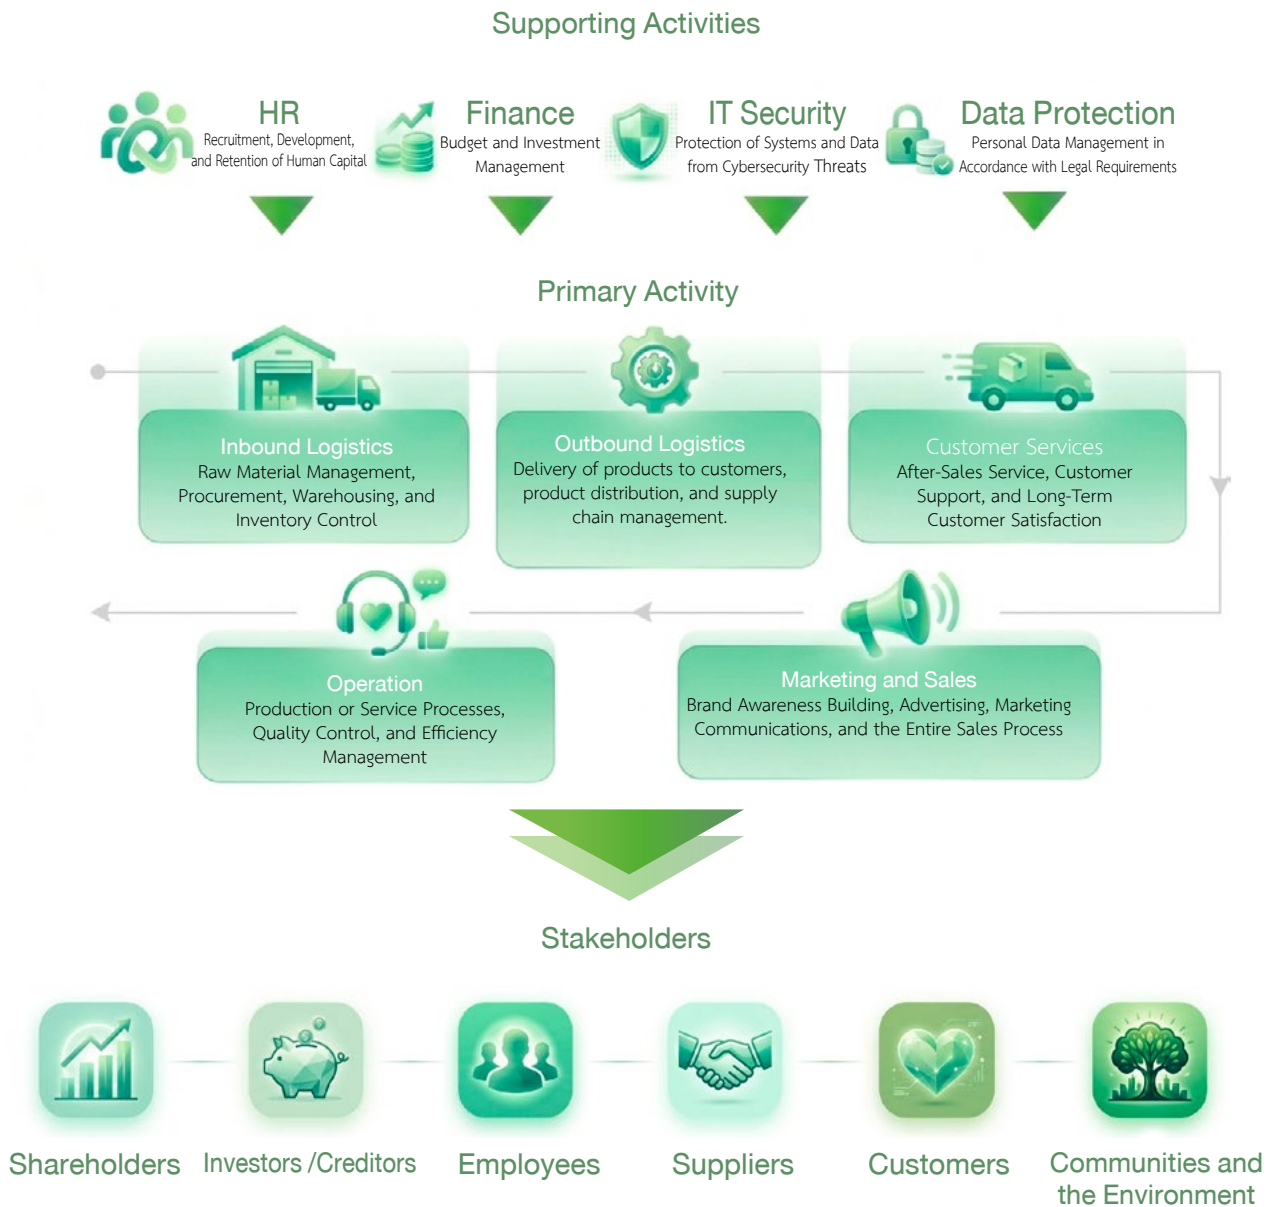 Supporting Activities
HR
Recruitment, Development,
and Retention of Human Capital
Finance
Budget and Investment
Management
IT Security
Protection of Systems and Data
from Cybersecurity Threats
Data Protection
Personal Data Management in
Accordance with Legal Requirements
Primary Activity
Inbound Logistics
Raw Material Management,
Procurement, Warehousing, and
Inventory Control
Outbound Logistics
Delivery of products to customers,
product distribution, and supply
chain management.
Customer Services
After-Sales Service, Customer
Support, and Long-Term
Customer Satisfaction
Operation
Production or Service Processes,
Quality Control, and Efficiency
Management
Marketing and Sales
Brand Awareness Building, Advertising, Marketing
Communications, and the Entire Sales Process
Stakeholders
Shareholders
Investors /Creditors
Employees
Suppliers
Customers
Communities and
the Environment